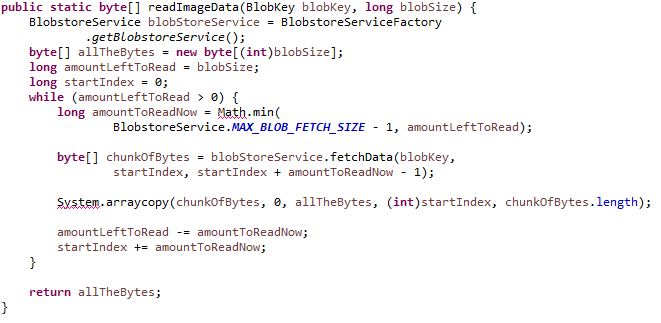 public static byte[] readImageData(BlobKey blobKey, long blobSize) {
    BlobstoreService blobStoreService = BlobstoreServiceFactory
            .getBlobstoreService();
    byte[] allTheBytes = new byte[(int)blobSize];
    long amountLeftToRead = blobSize;
    long startIndex = 0;
    while (amountLeftToRead > 0) {
        long amountToReadNow = Math.min(
                BlobstoreService.MAX_BLOB_FETCH_SIZE - 1, amountLeftToRead);

        byte[] chunkOfBytes = blobStoreService.fetchData(blobKey,
                startIndex, startIndex + amountToReadNow - 1);

        System.arraycopy(chunkOfBytes, 0, allTheBytes, (int)startIndex, chunkOfBytes.length);

        amountLeftToRead -= amountToReadNow;
        startIndex += amountToReadNow;
    }

    return allTheBytes;
}